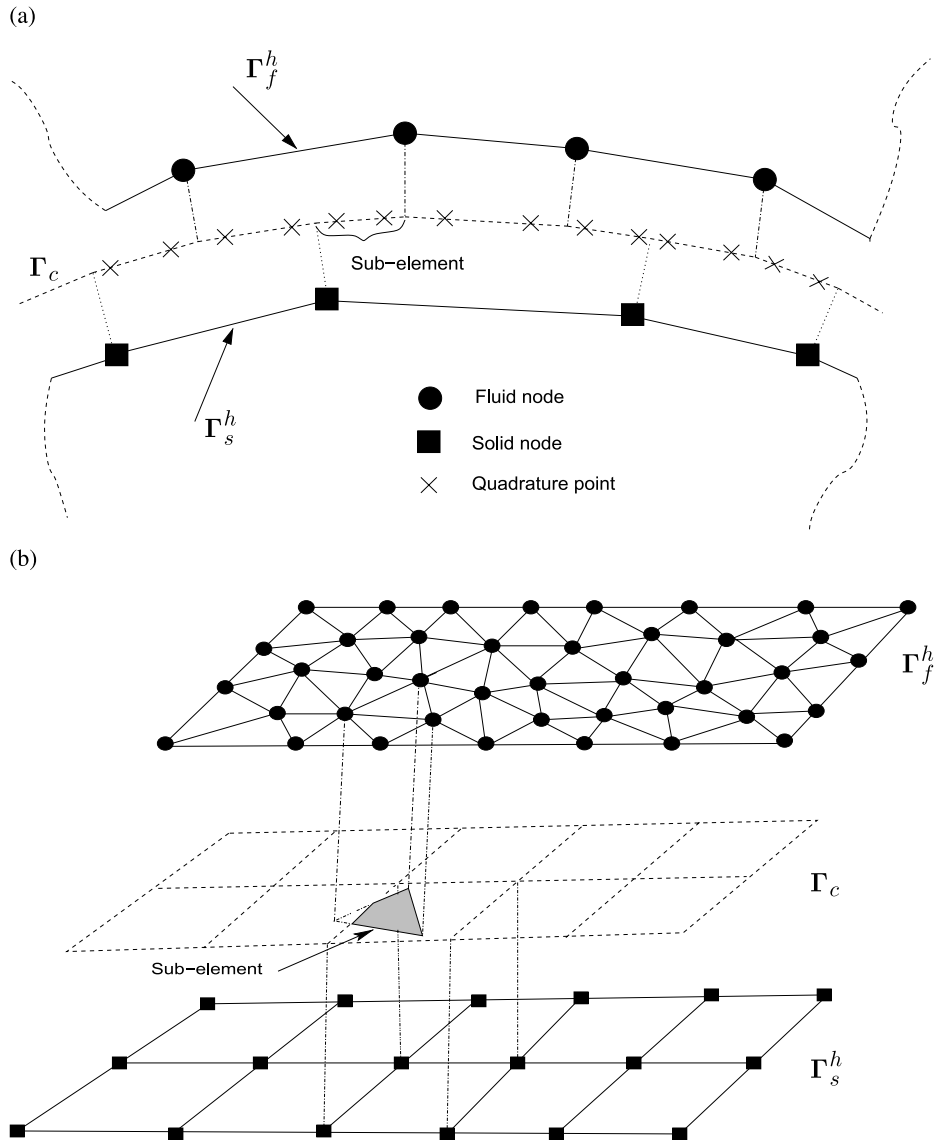 (a)
Γ_f^h
Γ_c
Sub-element
Γ_s^h
Fluid node
Solid node
Quadrature point
(b)
Γ_f^h
Γ_c
Sub-element
Γ_s^h